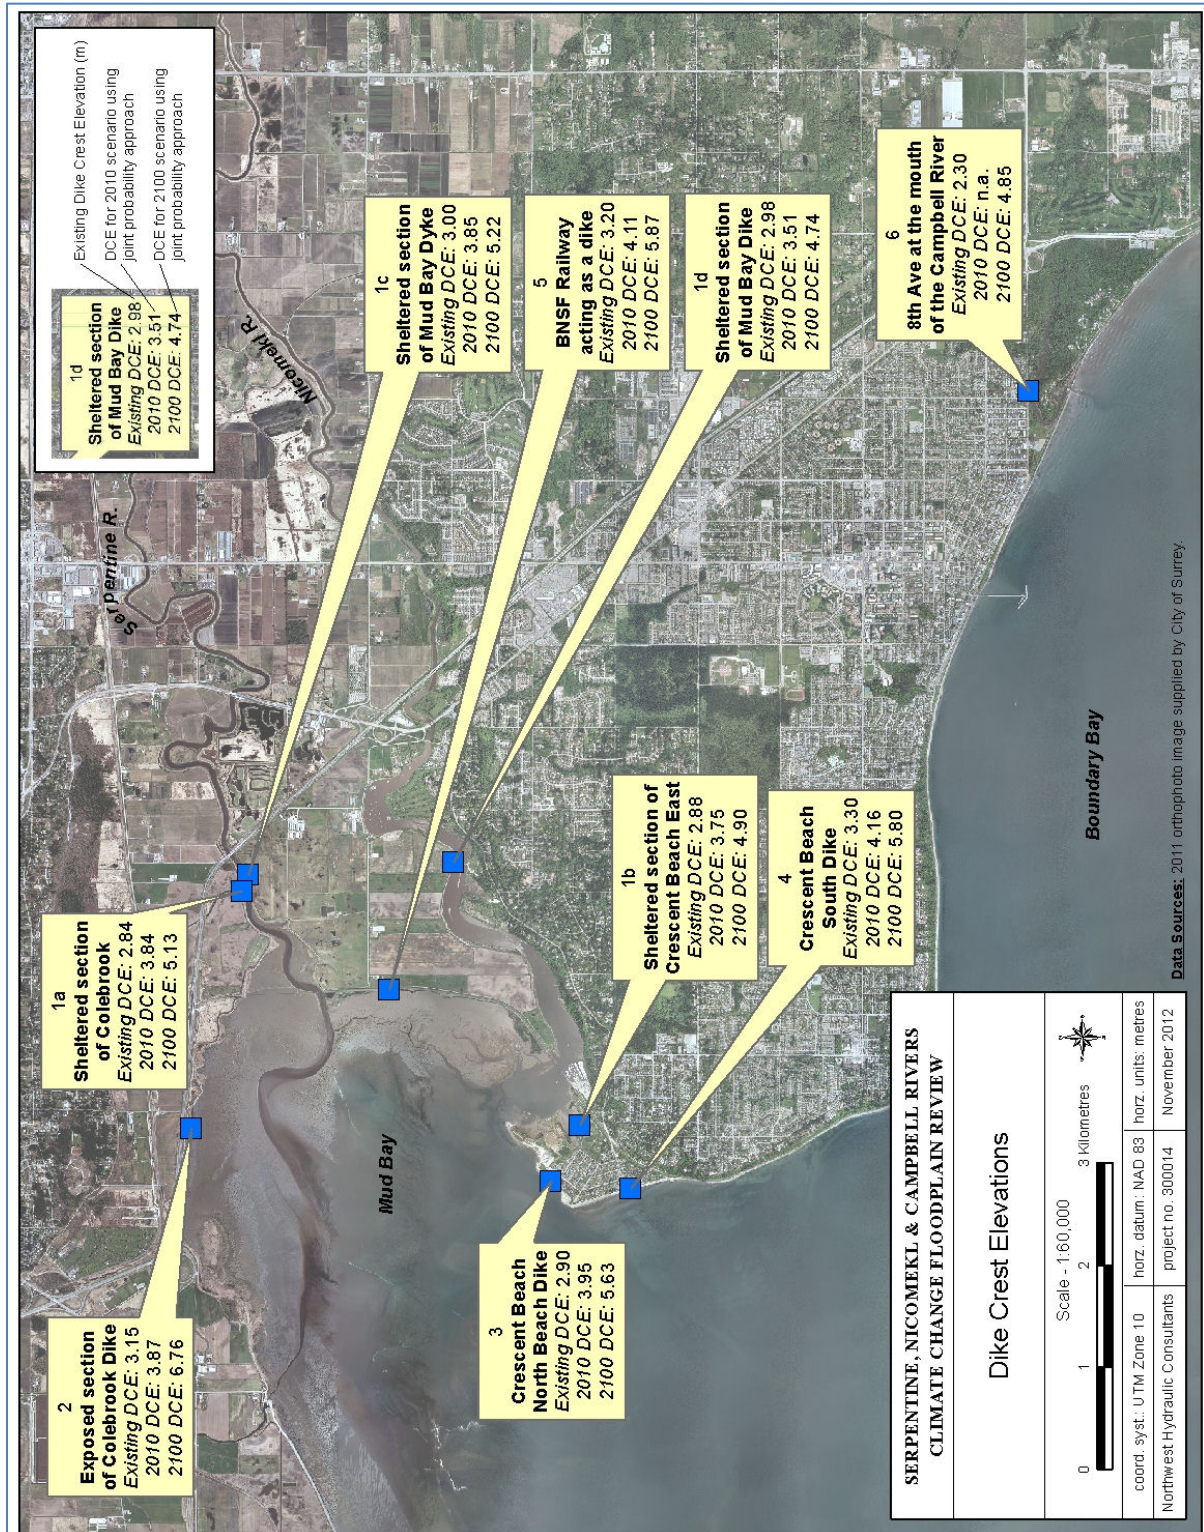 2
Exposed section
of Colebrook Dike
Existing DCE: 3.15
2010 DCE: 3.87
2100 DCE: 6.76
1a
Sheltered section
of Colebrook
Existing DCE: 2.84
2010 DCE: 3.84
2100 DCE: 5.13
Serpentine R.
Nicomekl R.
1d
Sheltered section
of Mud Bay Dike
Existing DCE: 2.98
2010 DCE: 3.51
2100 DCE: 4.74
Existing Dike Crest Elevation (m)
DCE for 2010 scenario using
joint probability approach
DCE for 2100 scenario using
joint probability approach
1c
Sheltered section
of Mud Bay Dyke
Existing DCE: 3.00
2010 DCE: 3.85
2100 DCE: 5.22
5
BNSF Railway
acting as a dike
Existing DCE: 3.20
2010 DCE: 4.11
2100 DCE: 5.87
1d
Sheltered section
of Mud Bay Dike
Existing DCE: 2.98
2010 DCE: 3.51
2100 DCE: 4.74
6
8th Ave at the mouth
of the Campbell River
Existing DCE: 2.30
2010 DCE: n.a.
2100 DCE: 4.85
Mud Bay
3
Crescent Beach
North Beach Dike
Existing DCE: 2.90
2010 DCE: 3.95
2100 DCE: 5.63
1b
Sheltered section of
Crescent Beach East
Existing DCE: 2.88
2010 DCE: 3.75
2100 DCE: 4.90
4
Crescent Beach
South Dike
Existing DCE: 3.30
2010 DCE: 4.16
2100 DCE: 5.80
Boundary Bay
SERPENTINE, NICOMEKL & CAMPBELL RIVERS
CLIMATE CHANGE FLOODPLAIN REVIEW
Dike Crest Elevations
Scale - 1:60,000
0 1 2 3 Kilometres
coord. syst.: UTM Zone 10 horz. datum: NAD 83 horz. units: metres
Northwest Hydraulic Consultants project no. 300014 November 2012
Data Sources: 2011 orthophoto image supplied by City of Surrey.